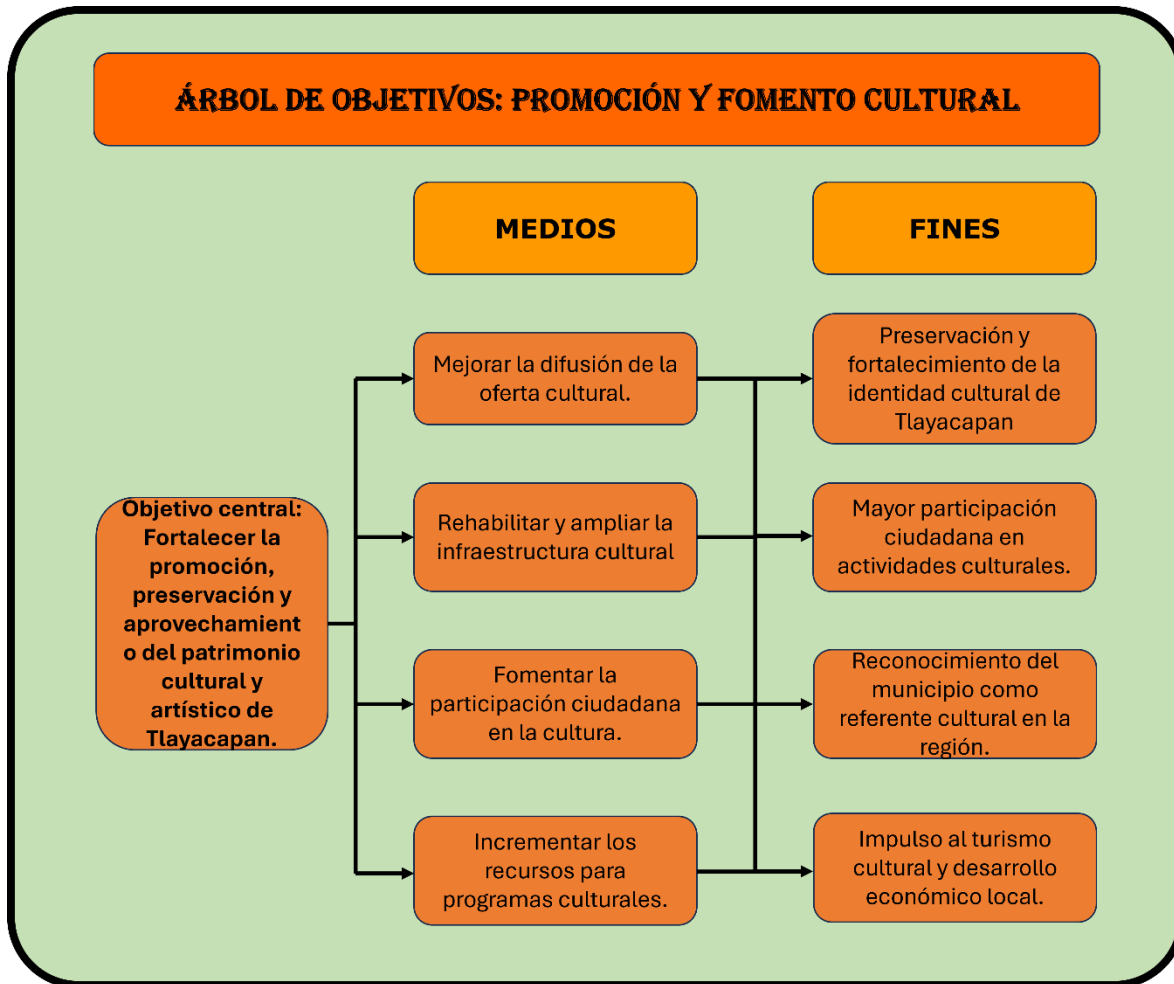 ÁRBOL DE OBJETIVOS: PROMOCIÓN Y FOMENTO CULTURAL
MEDIOS
FINES
Objetivo central:
Fortalecer la
promoción,
preservación y
aprovechamient
o del patrimonio
cultural y
artístico de
Tlayacapan.
Mejorar la difusión de la
oferta cultural.
Rehabilitar y ampliar la
infraestructura cultural
Fomentar la
participación ciudadana
en la cultura.
Incrementar los
recursos para
programas culturales.
Preservación y
fortalecimiento de la
identidad cultural de
Tlayacapan
Mayor participación
ciudadana en
actividades culturales.
Reconocimiento del
municipio como
referente cultural en la
región.
Impulso al turismo
cultural y desarrollo
económico local.